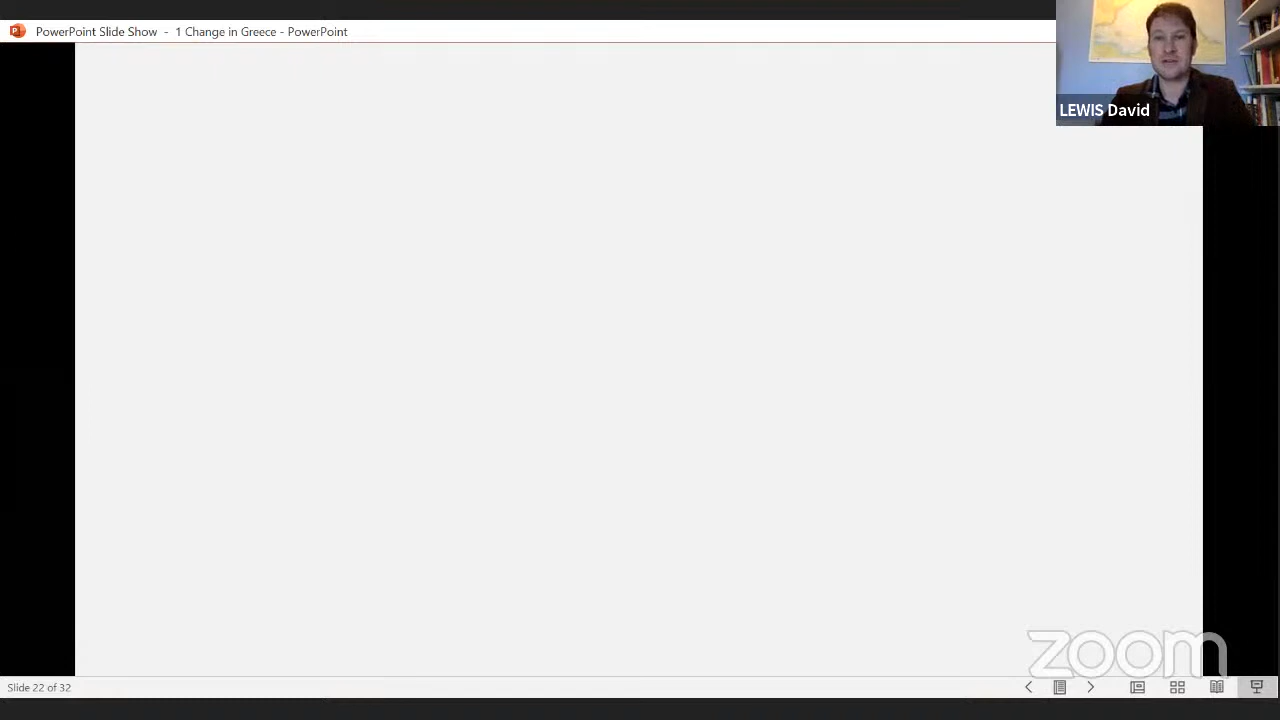 PowerPoint Slide Show - 1 Change in Greece - PowerPoint
LEWIS David
zoom
Slide 22 of 32